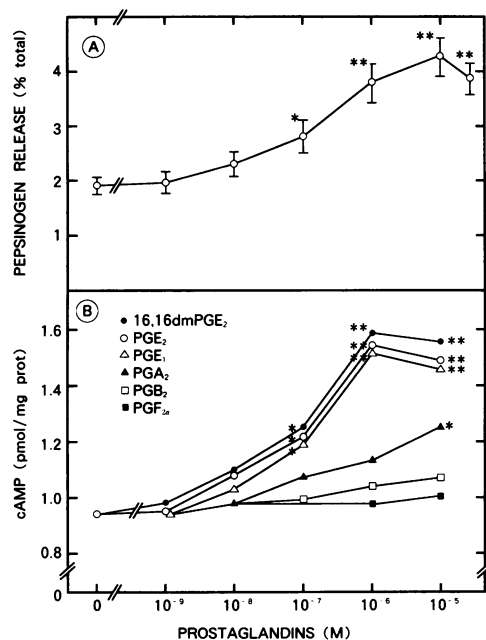 A
PEPSINOGEN RELEASE (% total)
4
3
2
1
*
**
**
**
B
16,16dmPGE₂
PGE₂
PGE₁
PGA₂
PGB₂
PGF₂α
cAMP (pmol/mg prot)
1.6
1.4
1.2
1.0
0.8
0
**
**
**
**
**
**
*
*
*
*
0 10⁻⁹ 10⁻⁸ 10⁻⁷ 10⁻⁶ 10⁻⁵
PROSTAGLANDINS (M)